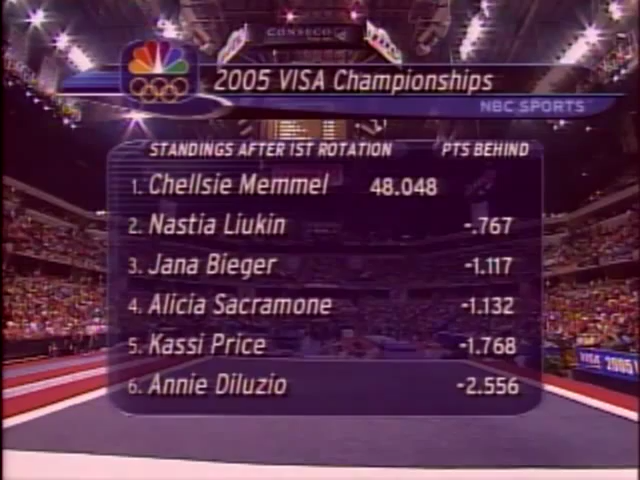 CONSECO
2005 VISA Championships
NBC SPORTS
STANDINGS AFTER 1ST ROTATION PTS BEHIND
1. Chellsie Memmel 48.048
2. Nastia Liukin -.767
3. Jana Bieger -1.117
4. Alicia Sacramone -1.132
5. Kassi Price -1.768
6. Annie Diluzio -2.556
VISA 2005